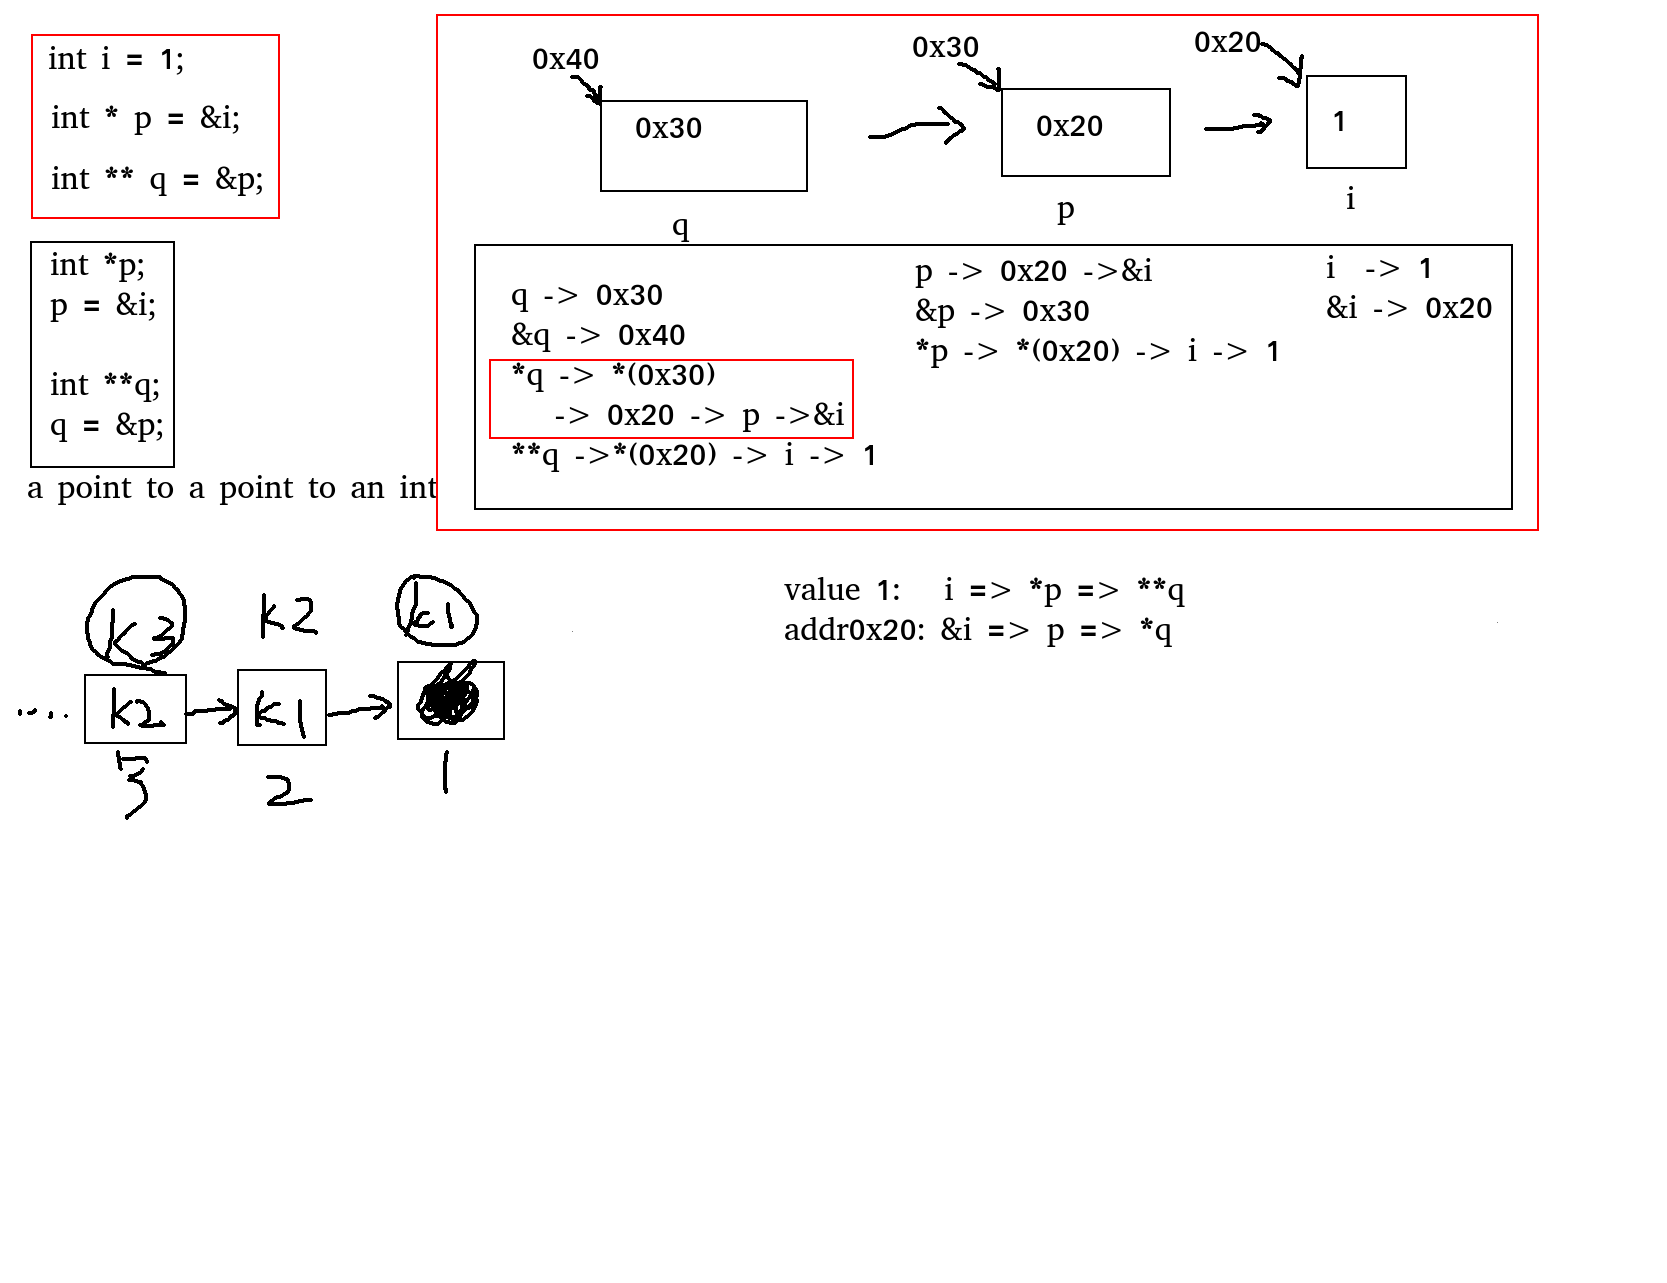 int i = 1;
int * p = &i;
int ** q = &p;
int *p;
p = &i;
int **q;
q = &p;
a point to a point to an int
0x40
0x30
0x20
0x30
0x20
1
q
p
i
q -> 0x30
&q -> 0x40
*q -> *(0x30)
-> 0x20 -> p ->&i
**q ->*(0x20) -> i -> 1
p -> 0x20 ->&i
&p -> 0x30
*p -> *(0x20) -> i -> 1
i -> 1
&i -> 0x20
value 1: i => *p => **q
addr0x20: &i => p => *q
k3
k2
k1
....
k2
k1
3
2
1